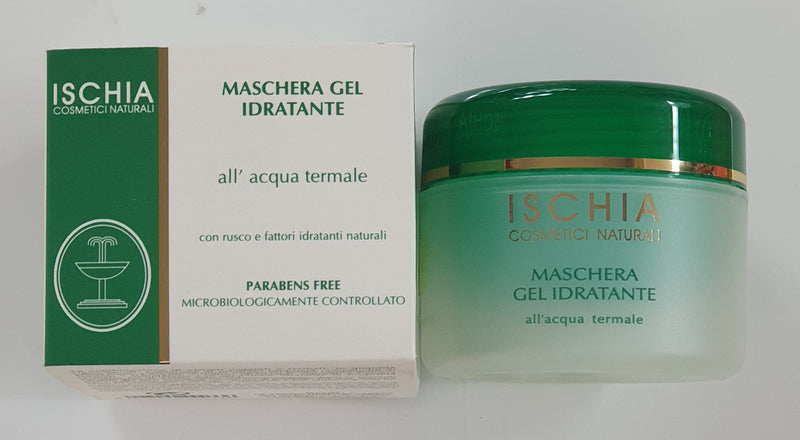 ISCHIA
COSMETICI NATURALI
MASCHERA GEL
IDRATANTE
all' acqua termale
con rusco e fattori idratanti naturali
PARABENS FREE
MICROBIOLOGICAMENTE CONTROLLATO
ISCHIA
COSMETICI NATURALI
MASCHERA
GEL IDRATANTE
all'acqua termale